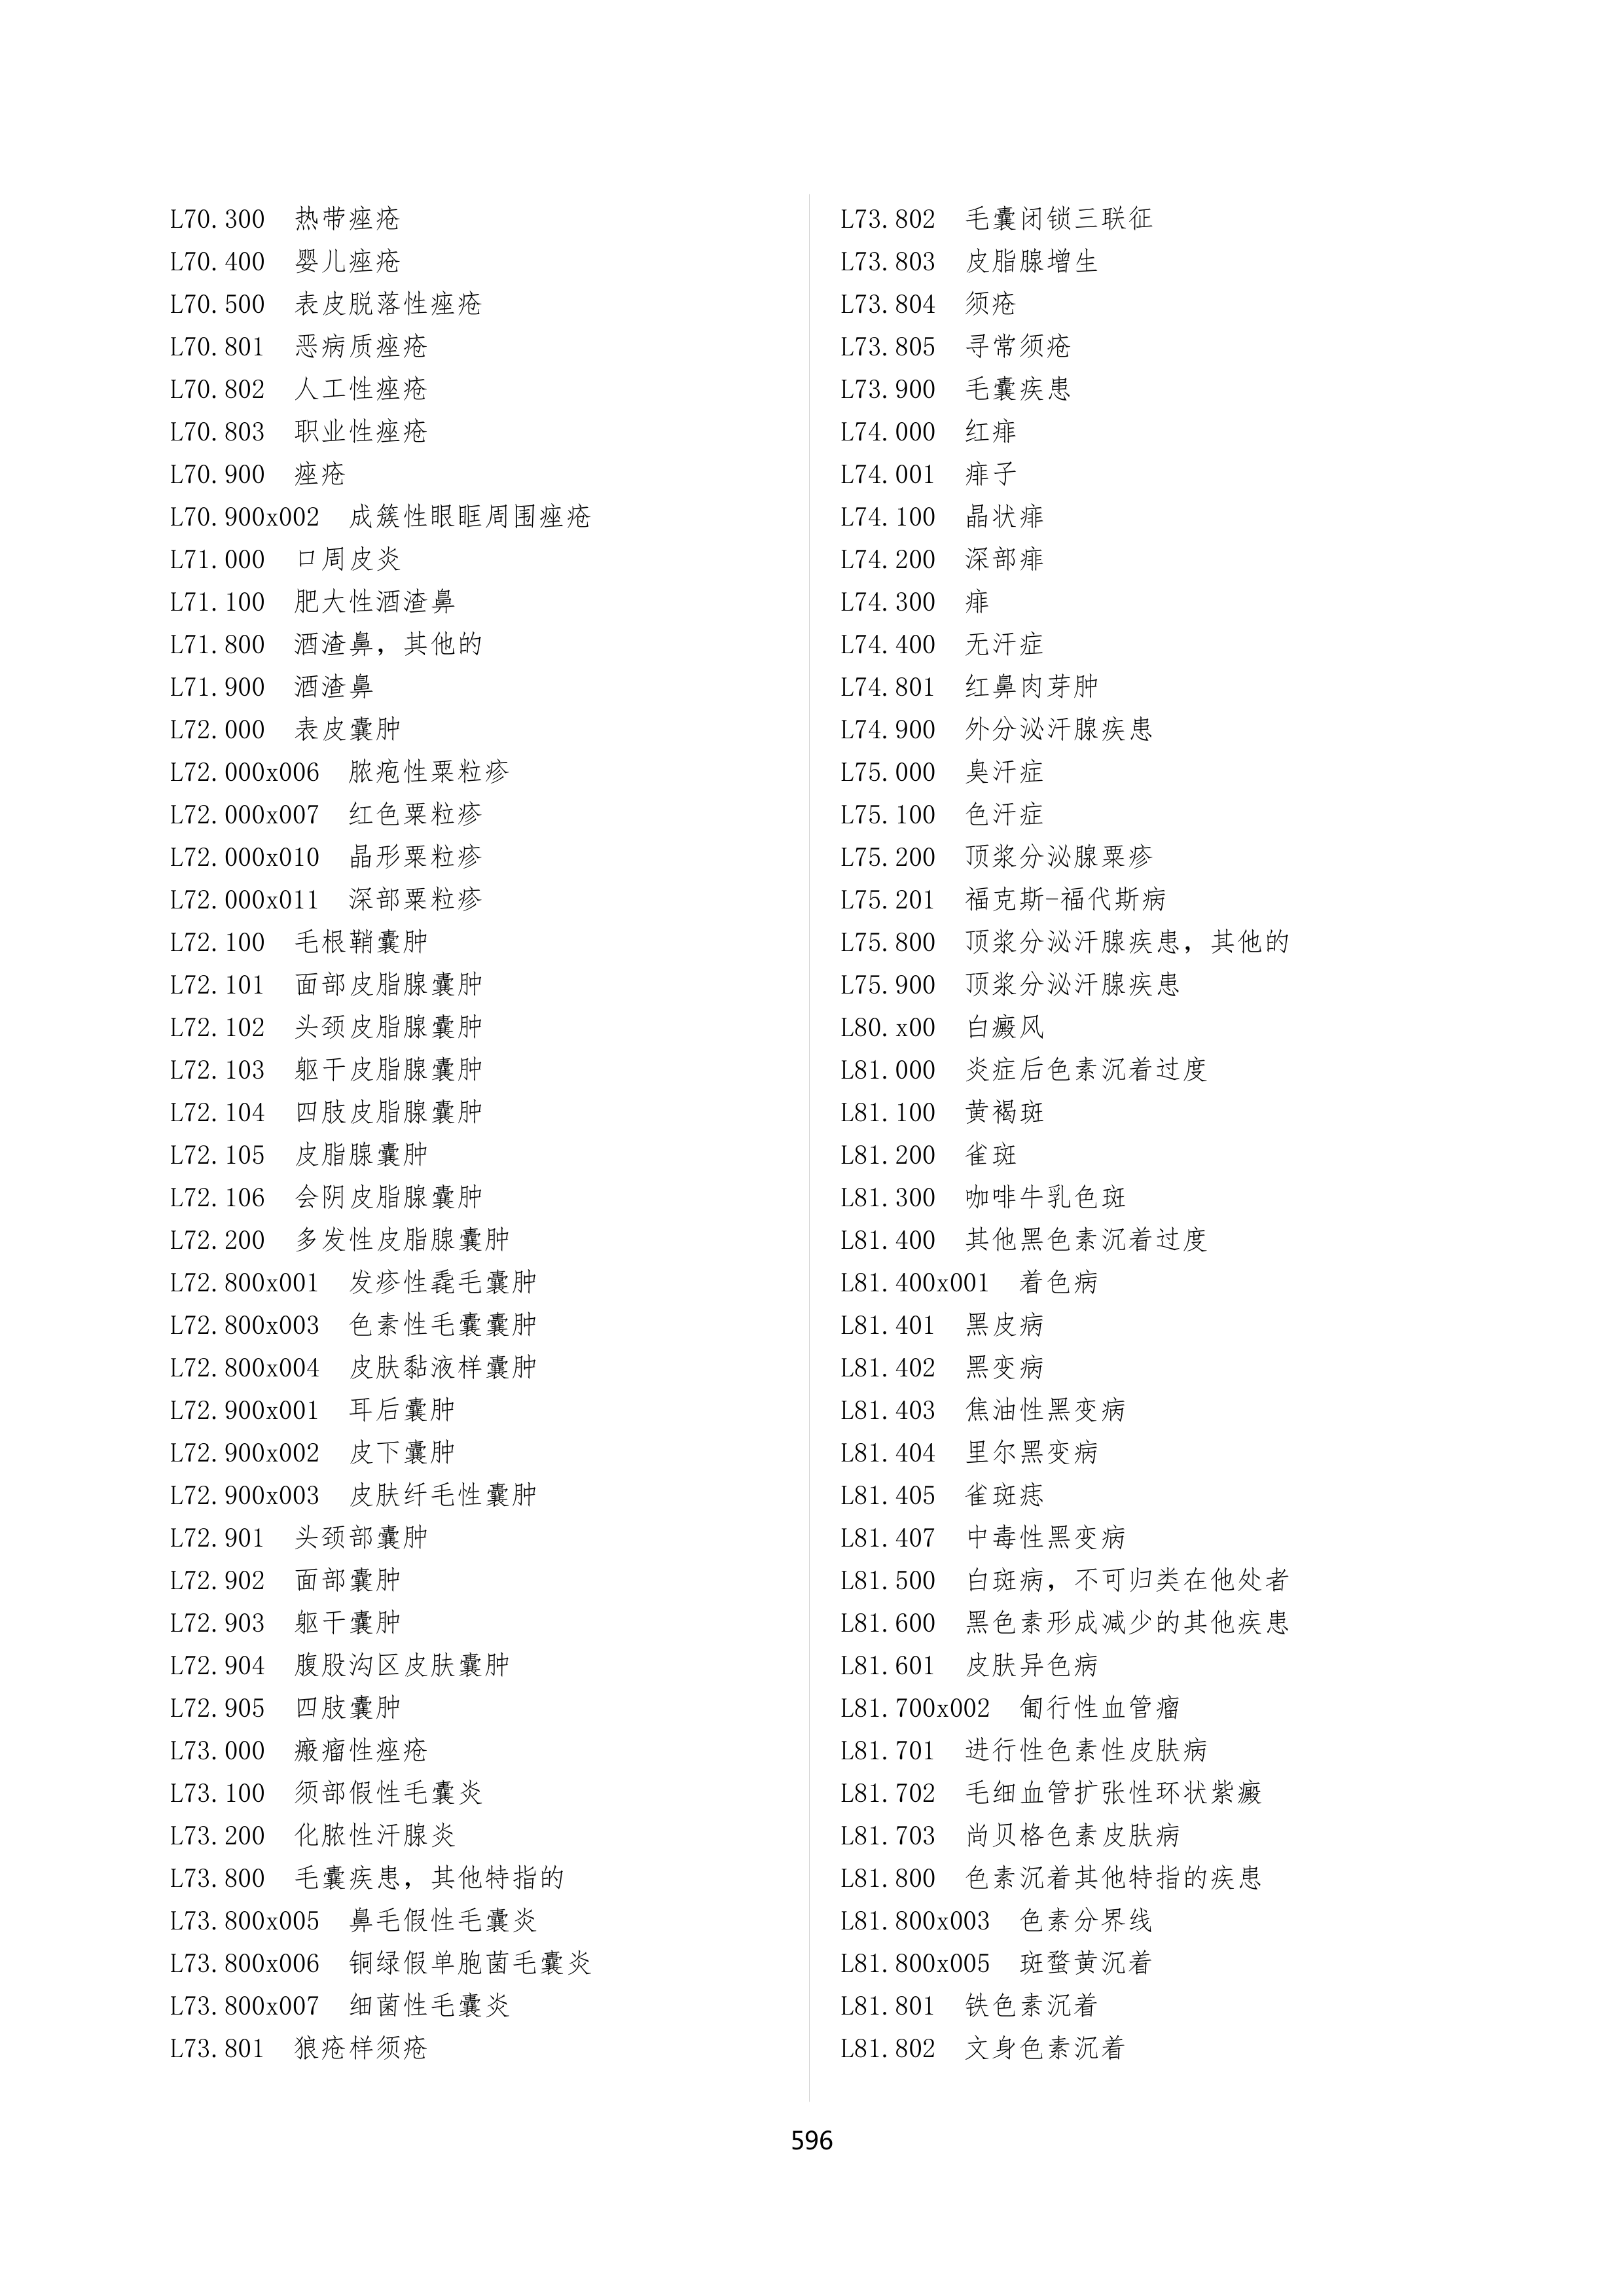 L70.300 热带痤疮
L70.400 婴儿痤疮
L70.500 表皮脱落性痤疮
L70.801 恶病质痤疮
L70.802 人工性痤疮
L70.803 职业性痤疮
L70.900 痤疮
L70.900x002 成簇性眼眶周围痤疮
L71.000 口周皮炎
L71.100 肥大性酒渣鼻
L71.800 酒渣鼻，其他的
L71.900 酒渣鼻
L72.000 表皮囊肿
L72.000x006 脓疱性粟粒疹
L72.000x007 红色粟粒疹
L72.000x010 晶形粟粒疹
L72.000x011 深部粟粒疹
L72.100 毛根鞘囊肿
L72.101 面部皮脂腺囊肿
L72.102 头颈皮脂腺囊肿
L72.103 躯干皮脂腺囊肿
L72.104 四肢皮脂腺囊肿
L72.105 皮脂腺囊肿
L72.106 会阴皮脂腺囊肿
L72.200 多发性皮脂腺囊肿
L72.800x001 发疹性毳毛囊肿
L72.800x003 色素性毛囊囊肿
L72.800x004 皮肤黏液样囊肿
L72.900x001 耳后囊肿
L72.900x002 皮下囊肿
L72.900x003 皮肤纤毛性囊肿
L72.901 头颈部囊肿
L72.902 面部囊肿
L72.903 躯干囊肿
L72.904 腹股沟区皮肤囊肿
L72.905 四肢囊肿
L73.000 瘢瘤性痤疮
L73.100 须部假性毛囊炎
L73.200 化脓性汗腺炎
L73.800 毛囊疾患，其他特指的
L73.800x005 鼻毛假性毛囊炎
L73.800x006 铜绿假单胞菌毛囊炎
L73.800x007 细菌性毛囊炎
L73.801 狼疮样须疮
L73.802 毛囊闭锁三联征
L73.803 皮脂腺增生
L73.804 须疮
L73.805 寻常须疮
L73.900 毛囊疾患
L74.000 红痱
L74.001 痱子
L74.100 晶状痱
L74.200 深部痱
L74.300 痱
L74.400 无汗症
L74.801 红鼻肉芽肿
L74.900 外分泌汗腺疾患
L75.000 臭汗症
L75.100 色汗症
L75.200 顶浆分泌腺粟疹
L75.201 福克斯-福代斯病
L75.800 顶浆分泌汗腺疾患，其他的
L75.900 顶浆分泌汗腺疾患
L80.x00 白癜风
L81.000 炎症后色素沉着过度
L81.100 黄褐斑
L81.200 雀斑
L81.300 咖啡牛乳色斑
L81.400 其他黑色素沉着过度
L81.400x001 着色病
L81.401 黑皮病
L81.402 黑变病
L81.403 焦油性黑变病
L81.404 里尔黑变病
L81.405 雀斑痣
L81.407 中毒性黑变病
L81.500 白斑病，不可归类在他处者
L81.600 黑色素形成减少的其他疾患
L81.601 皮肤异色病
L81.700x002 匍行性血管瘤
L81.701 进行性色素性皮肤病
L81.702 毛细血管扩张性环状紫癜
L81.703 尚贝格色素皮肤病
L81.800 色素沉着其他特指的疾患
L81.800x003 色素分界线
L81.800x005 斑蝥黄沉着
L81.801 铁色素沉着
L81.802 文身色素沉着
596